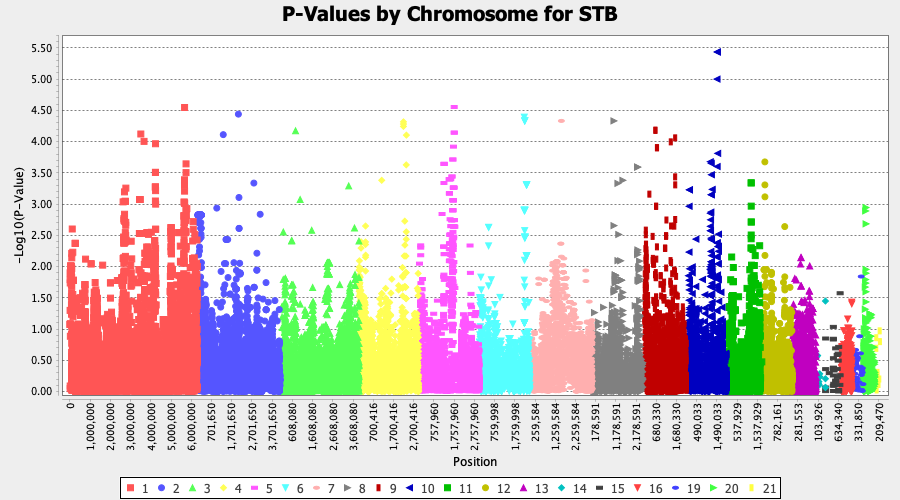 P-Values by Chromosome for STB
−Log10(P−Value)
5.50
5.00
4.50
4.00
3.50
3.00
2.50
2.00
1.50
1.00
0.50
0.00
0 1,000,000 2,000,000 3,000,000 4,000,000 5,000,000 6,000,000 701,650 1,701,650 2,701,650 3,701,650 608,080 1,608,080 2,608,080 3,608,080 700,416 1,700,416 2,700,416 757,960 1,757,960 2,757,960 759,998 1,759,998 259,584 1,259,584 2,259,584 178,591 1,178,591 2,178,591 680,330 1,680,330 490,033 1,490,033 537,929 1,537,929 782,161 281,553 103,926 634,340 331,850 209,470
Position
1 2 3 4 5 6 7 8 9 10 11 12 13 14 15 16 19 20 21